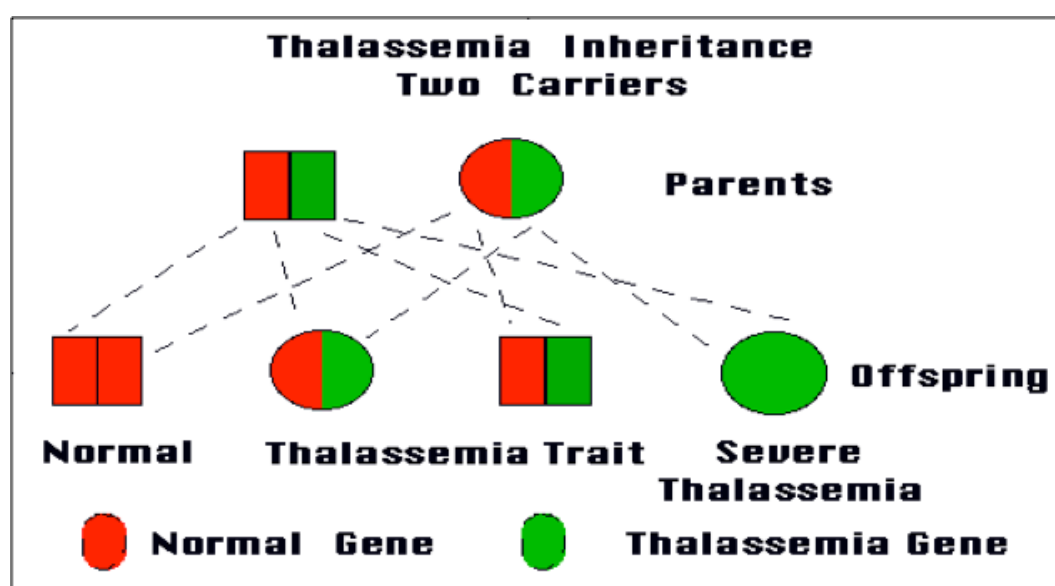 Thalassemia Inheritance
Two Carriers
Parents
Offspring
Normal
Thalassemia Trait
Severe
Thalassemia
Normal Gene
Thalassemia Gene